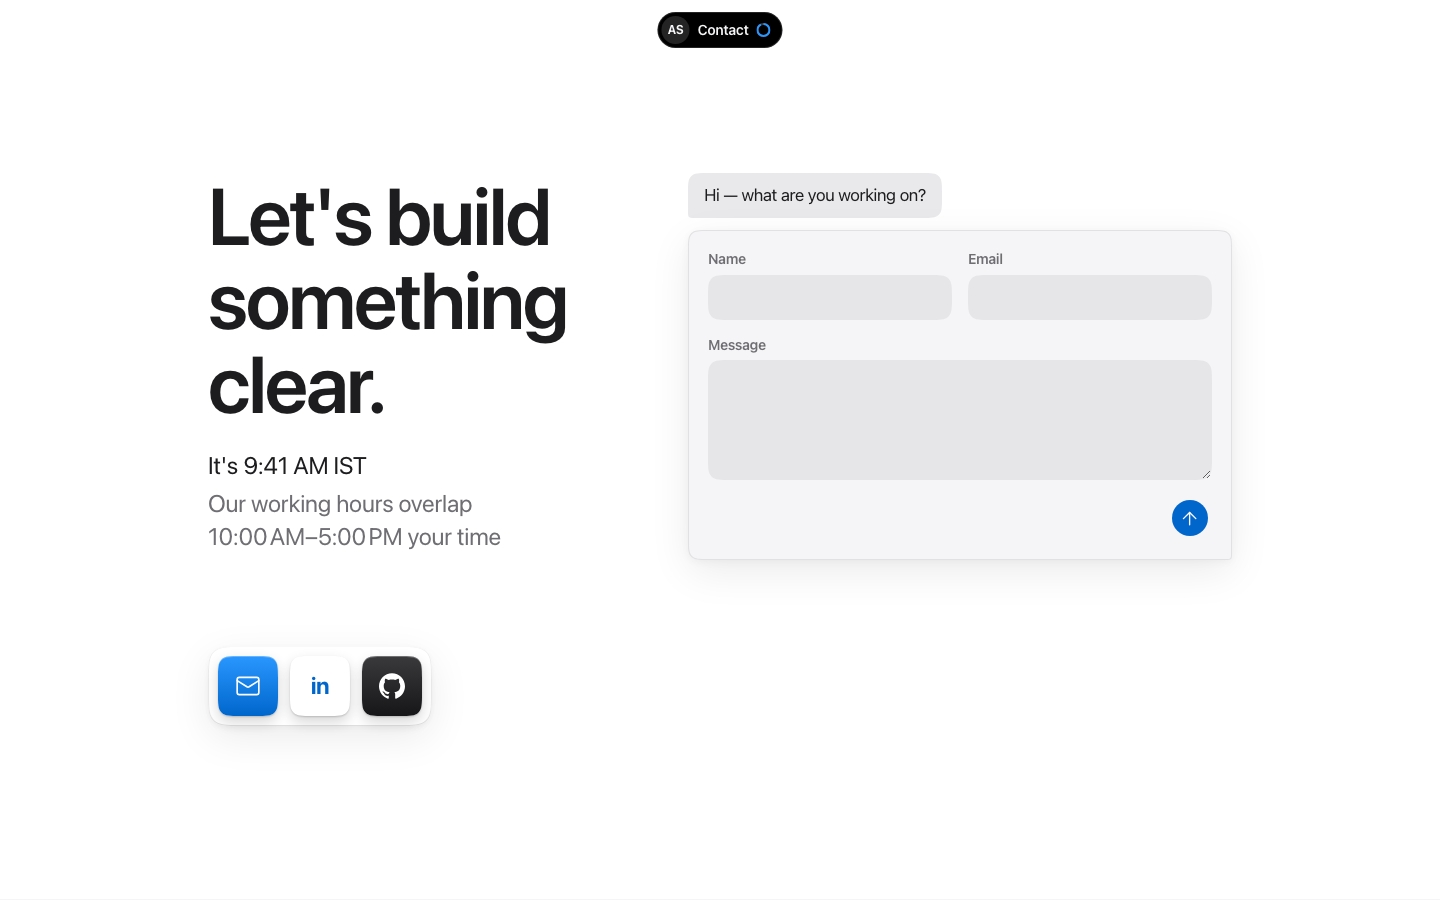 AS Contact
Let's build
something
clear.
It's 9:41 AM IST
Our working hours overlap
10:00 AM–5:00 PM your time
in
Hi — what are you working on?
Name
Email
Message